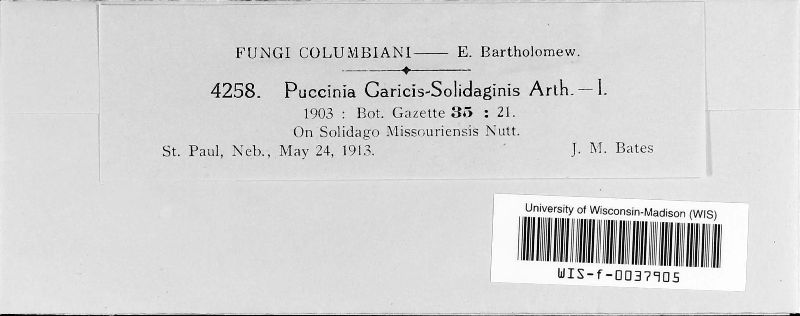 FUNGI COLUMBIANI—— E. Bartholomew.
4258. Puccinia Caricis-Solidaginis Arth.—I.
1903 : Bot. Gazette 35 : 21.
On Solidago Missouriensis Nutt.
St. Paul, Neb., May 24, 1913. J. M. Bates
University of Wisconsin-Madison (WIS)
WIS-f-0037905